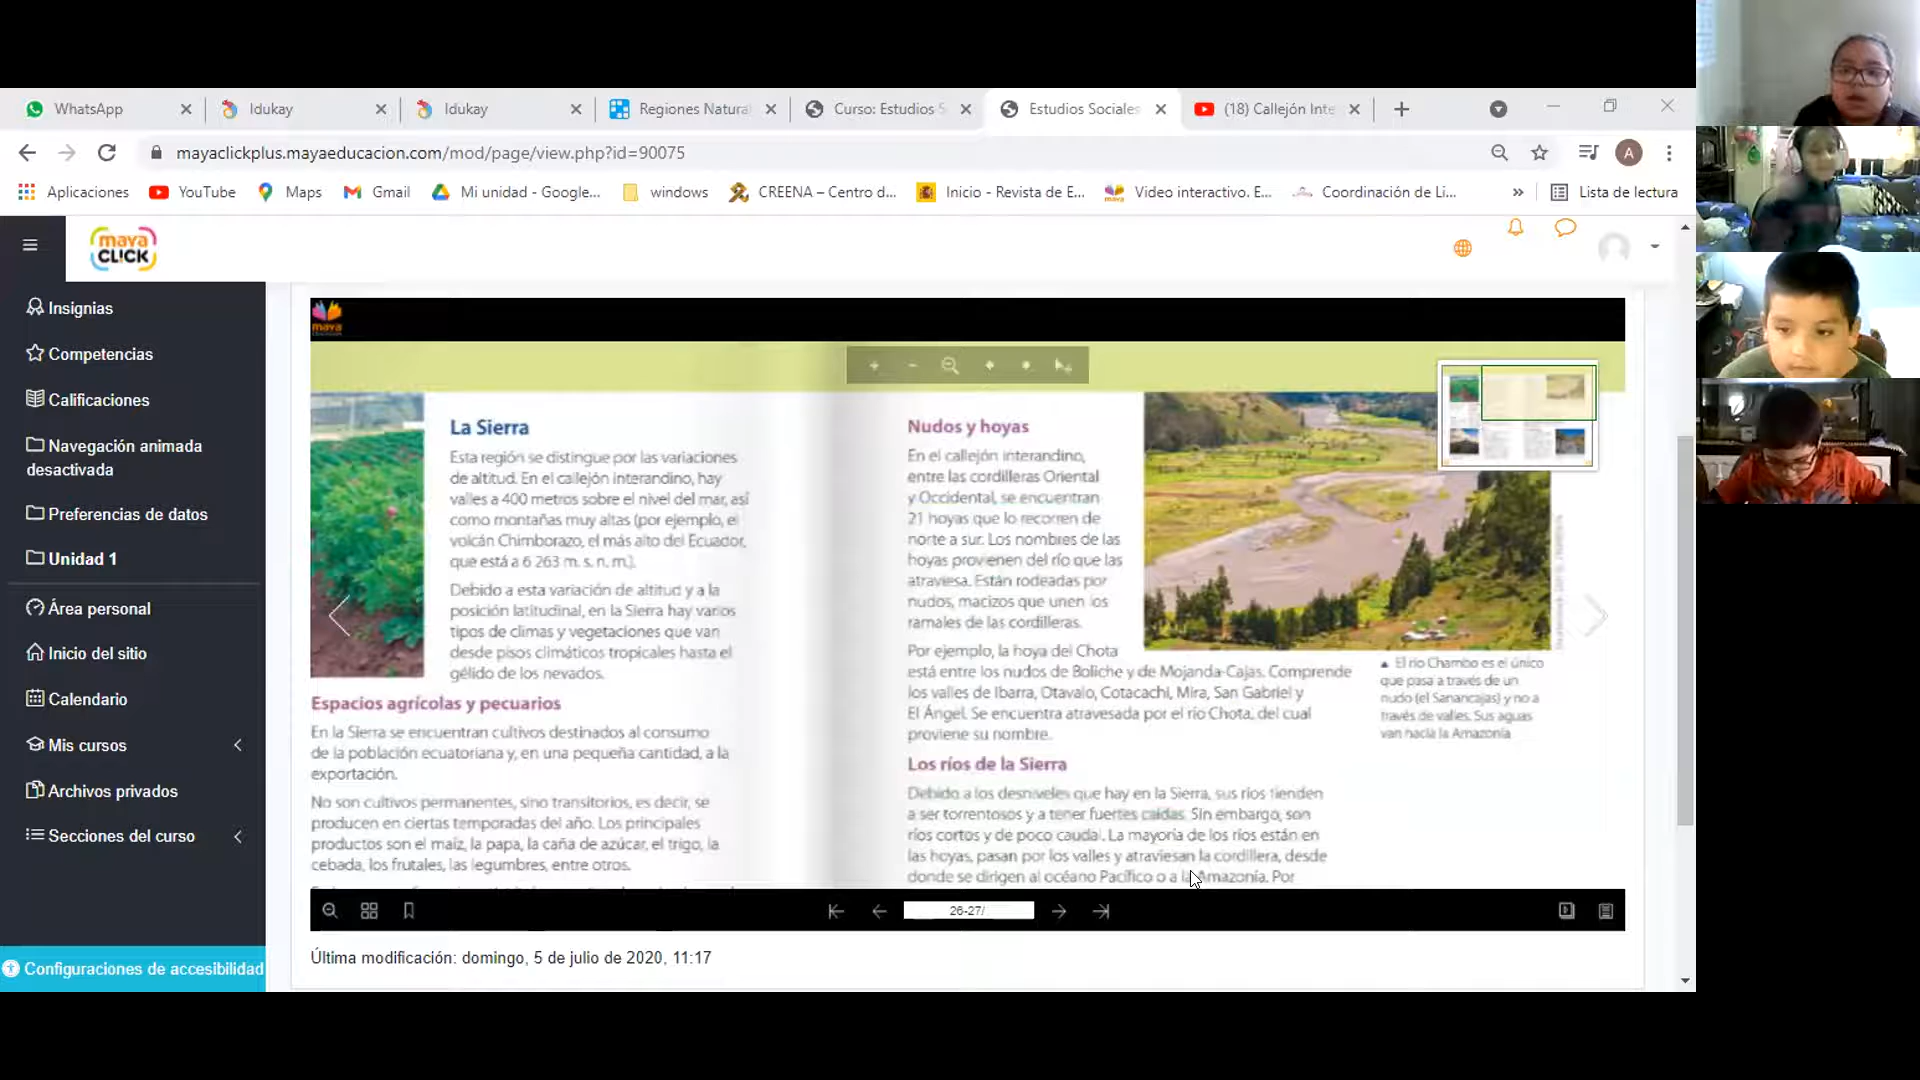 WhatsApp
Idukay
Idukay
Regiones Natura
Curso: Estudios S
Estudios Sociales
(18) Callejón Inte
mayaclickplus.mayaeducacion.com/mod/page/view.php?id=90075
A
Aplicaciones
YouTube
Maps
Gmail
Mi unidad - Google...
windows
CREENA – Centro d...
Inicio - Revista de E...
Video interactivo. E...
Coordinación de Li...
»
Lista de lectura
maya
CLICK
Insignias
Competencias
Calificaciones
Navegación animada
desactivada
Preferencias de datos
Unidad 1
Área personal
Inicio del sitio
Calendario
Mis cursos
Archivos privados
Secciones del curso
Configuraciones de accesibilidad
maya
La Sierra
Esta región se distingue por las variaciones
de altitud. En el callejón interandino, hay
valles a 400 metros sobre el nivel del mar, así
como montañas muy altas (por ejemplo, el
volcán Chimborazo, el más alto del Ecuador,
que está a 6 263 m. s. n. m.).
Debido a esta variación de altitud y a la
posición latitudinal, en la Sierra hay varios
tipos de climas y vegetaciones que van
desde pisos climáticos tropicales hasta el
gélido de los nevados.
Espacios agrícolas y pecuarios
En la Sierra se encuentran cultivos destinados al consumo
de la población ecuatoriana y, en una pequeña cantidad, a la
exportación.
No son cultivos permanentes, sino transitorios, es decir, se
producen en ciertas temporadas del año. Los principales
productos son el maíz, la papa, la caña de azúcar, el trigo, la
cebada, los frutales, las legumbres, entre otros.
Nudos y hoyas
En el callejón interandino,
entre las cordilleras Oriental
y Occidental, se encuentran
21 hoyas que lo recorren de
norte a sur. Los nombres de las
hoyas provienen del río que las
atraviesa. Están rodeadas por
nudos, macizos que unen los
ramales de las cordilleras.
Por ejemplo, la hoya del Chota
está entre los nudos de Boliche y de Mojanda-Cajas. Comprende
los valles de Ibarra, Otavalo, Cotacachi, Mira, San Gabriel y
El Ángel. Se encuentra atravesada por el río Chota, del cual
proviene su nombre.
▲ El río Chambo es el único
que pasa a través de un
nudo (el Sanancajas) y no a
través de valles. Sus aguas
van hacia la Amazonía
Los ríos de la Sierra
Debido a los desniveles que hay en la Sierra, sus ríos tienden
a ser torrentosos y a tener fuertes caídas. Sin embargo, son
ríos cortos y de poco caudal. La mayoría de los ríos están en
las hoyas, pasan por los valles y atraviesan la cordillera, desde
donde se dirigen al océano Pacífico o a la Amazonía. Por
26-27/
Última modificación: domingo, 5 de julio de 2020, 11:17